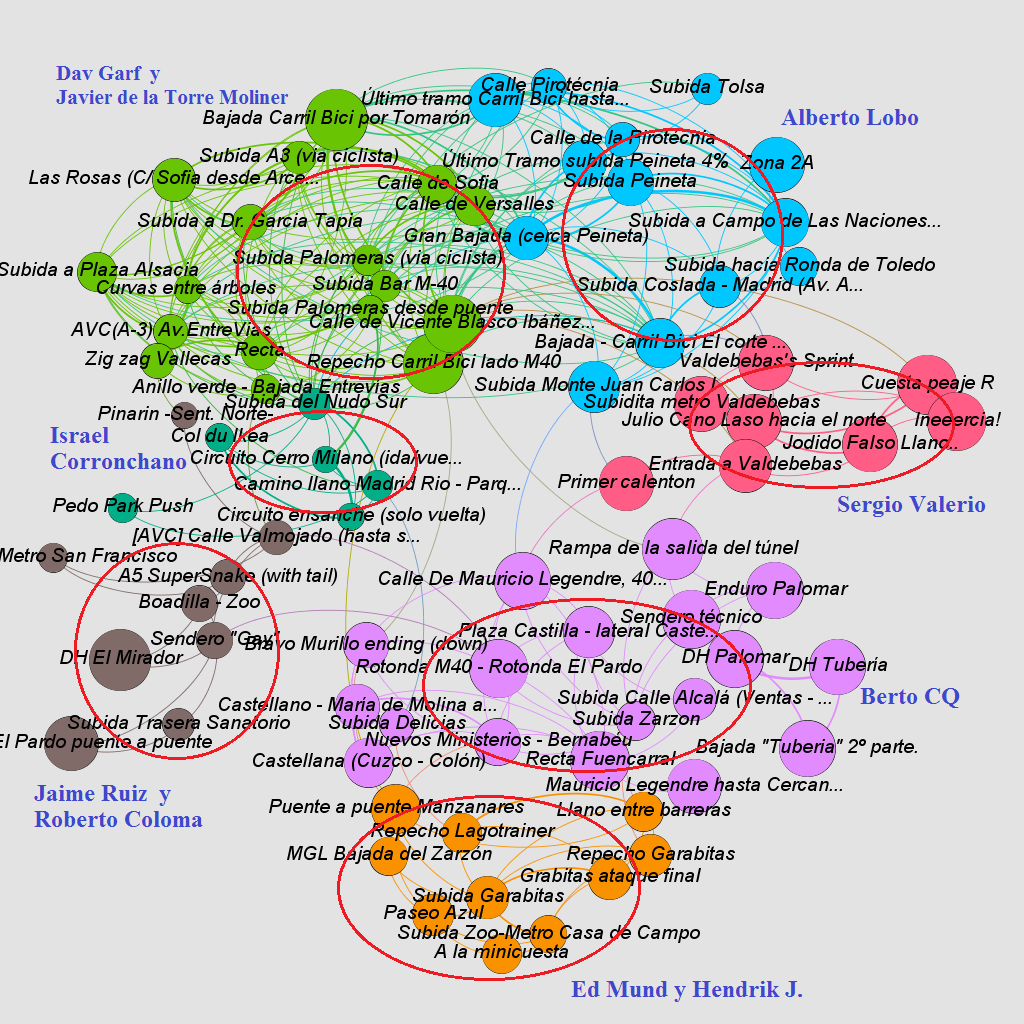 Dav Garf y
Javier de la Torre Moliner
Calle Pirotécnia
Subida Tolsa
Último tramo Carril Bici hasta...
Bajada Carril Bici por Tomarón
Alberto Lobo
Calle de la Pirotécnia
Subida A3 (via ciclista)
Último Tramo subida Peineta 4%
Zona 2A
Las Rosas (C/ Sofia desde Arce...
Calle de Sofia
Subida Peineta
Calle de Versalles
Subida a Dr. Garcia Tapia
Subida a Campo de Las Naciones...
Gran Bajada (cerca Peineta)
Subida Palomeras (via ciclista)
Subida hacia Ronda de Toledo
Subida a Plaza Alsacia
Curvas entre árboles
Subida Bar M-40
Subida Coslada - Madrid (Av. A...
Subida Palomeras desde puente
Calle de Vicente Blasco Ibáñez...
AVC(A-3) Av.EntreVias
Bajada - Carril Bici El corte ...
Zig zag Vallecas
Recta
Repecho Carril Bici lado M40
Valdebebas's Sprint
Anillo verde - Bajada Entrevias
Subida Monte Juan Carlos I
Cuesta peaje R
Subida del Nudo Sur
Subidita metro Valdebebas
Pinarin -Sent. Norte-
Julio Cano Laso hacia el norte
Ineeercia!
Israel
Corronchano
Col du Ikea
Jodido Falso Llano..
Circuito Cerro Milano (ida/vue...
Entrada a Valdebebas
Camino llano Madrid Rio - Parq...
Primer calenton
Pedo Park Push
Sergio Valerio
Circuito ensanche (solo vuelta)
[AVC] Calle Valmojado (hasta s...
Metro San Francisco
Rampa de la salida del túnel
A5 SuperSnake (with tail)
Calle De Mauricio Legendre, 40...
Enduro Palomar
Boadilla - Zoo
Sendero técnico
Plaza Castilla - lateral Caste...
Sendero "Gay"
Bravo Murillo ending (down)
DH El Mirador
Rotonda M40 - Rotonda El Pardo
DH Palomar
DH Tuberia
Berto CQ
Castellano - Maria de Molina a...
Subida Calle Alcalá (Ventas - ...
Subida Trasera Sanatorio
Subida Delicias
Subida Zarzon
El Pardo puente a puente
Nuevos Ministerios - Bernabéu
Bajada "Tuberia" 2º parte.
Castellana (Cuzco - Colón)
Recta Fuencarral
Mauricio Legendre hasta Cercan...
Jaime Ruiz y
Roberto Coloma
Puente a puente Manzanares
Llano entre barreras
Repecho Lagotrainer
MGL Bajada del Zarzón
Repecho Garabitas
Grabitas ataque final
Subida Garabitas
Paseo Azul
Subida Zoo-Metro Casa de Campo
A la minicuesta
Ed Mund y Hendrik J.